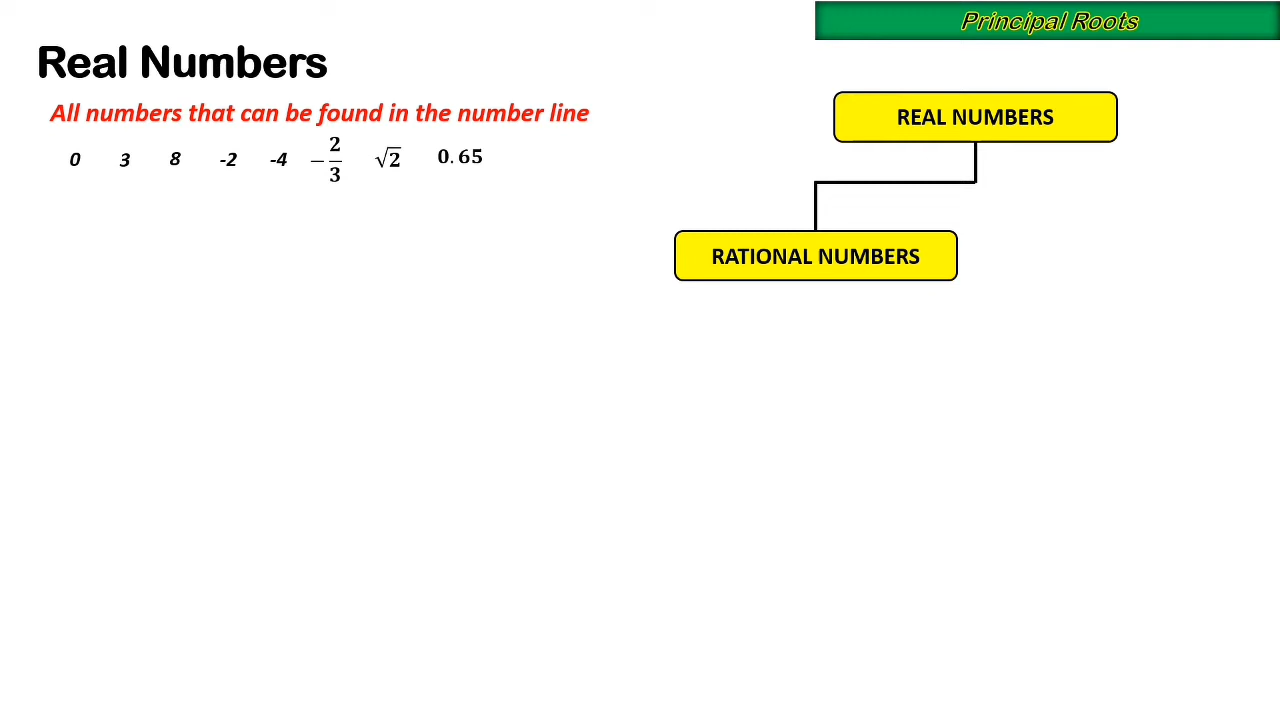 Principal Roots
Real Numbers
All numbers that can be found in the number line
0 3 8 -2 -4 −2/3 √2 0.65
REAL NUMBERS
RATIONAL NUMBERS